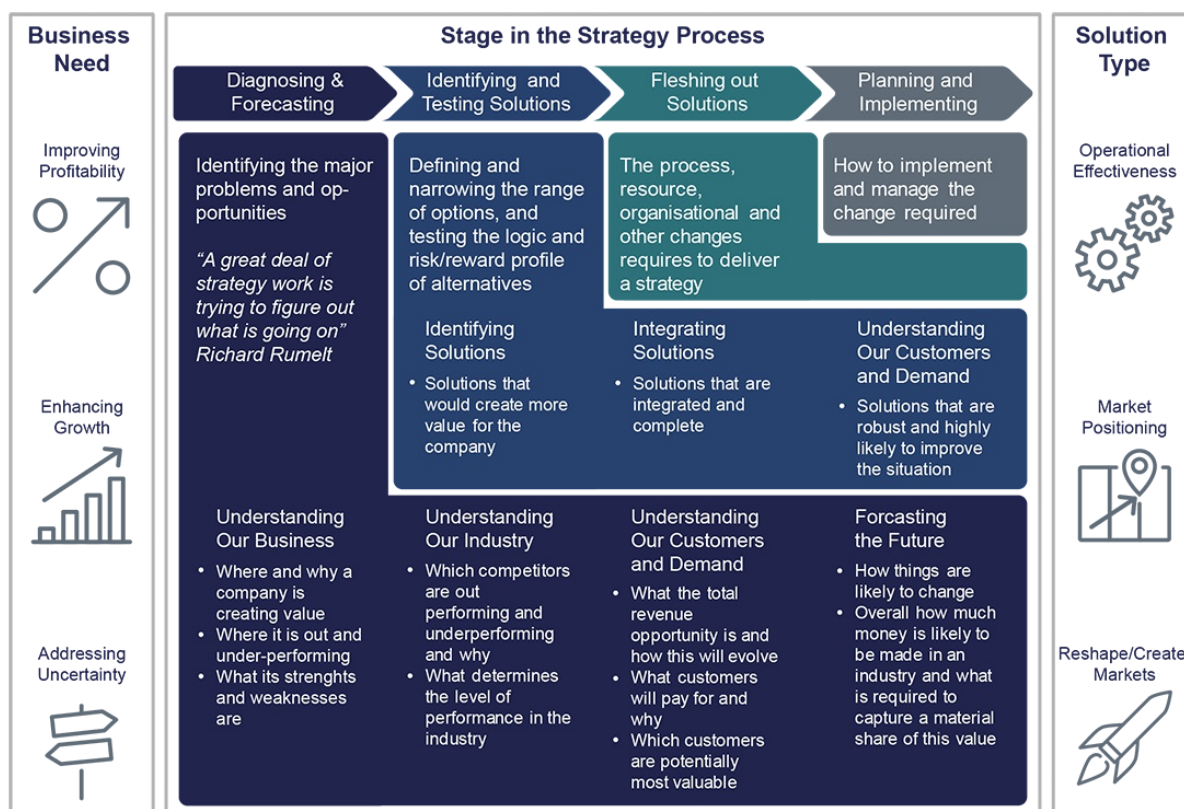 Business
Need
Improving
Profitability
Enhancing
Growth
Addressing
Uncertainty
Stage in the Strategy Process
Diagnosing &
Forecasting
Identifying and
Testing Solutions
Fleshing out
Solutions
Planning and
Implementing
Identifying the major
problems and op-
portunities
“A great deal of
strategy work is
trying to figure out
what is going on”
Richard Rumelt
Defining and
narrowing the range
of options, and
testing the logic and
risk/reward profile
of alternatives
The process,
resource,
organisational and
other changes
requires to deliver
a strategy
How to implement
and manage the
change required
Identifying
Solutions
• Solutions that
would create more
value for the
company
Integrating
Solutions
• Solutions that are
integrated and
complete
Understanding
Our Customers
and Demand
• Solutions that are
robust and highly
likely to improve
the situation
Understanding
Our Business
• Where and why a
company is
creating value
• Where it is out and
under-performing
• What its strenghts
and weaknesses
are
Understanding
Our Industry
• Which competitors
are out
performing and
underperforming
and why
• What determines
the level of
performance in the
industry
Understanding
Our Customers
and Demand
• What the total
revenue
opportunity is and
how this will evolve
• What customers
will pay for and
why
• Which customers
are potentially
most valuable
Forcasting
the Future
• How things are
likely to change
• Overall how much
money is likely to
be made in an
industry and what
is required to
capture a material
share of this value
Solution
Type
Operational
Effectiveness
Market
Positioning
Reshape/Create
Markets